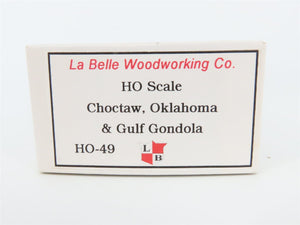 La Belle Woodworking Co.
HO Scale
Choctaw, Oklahoma
& Gulf Gondola
HO-49
L
B